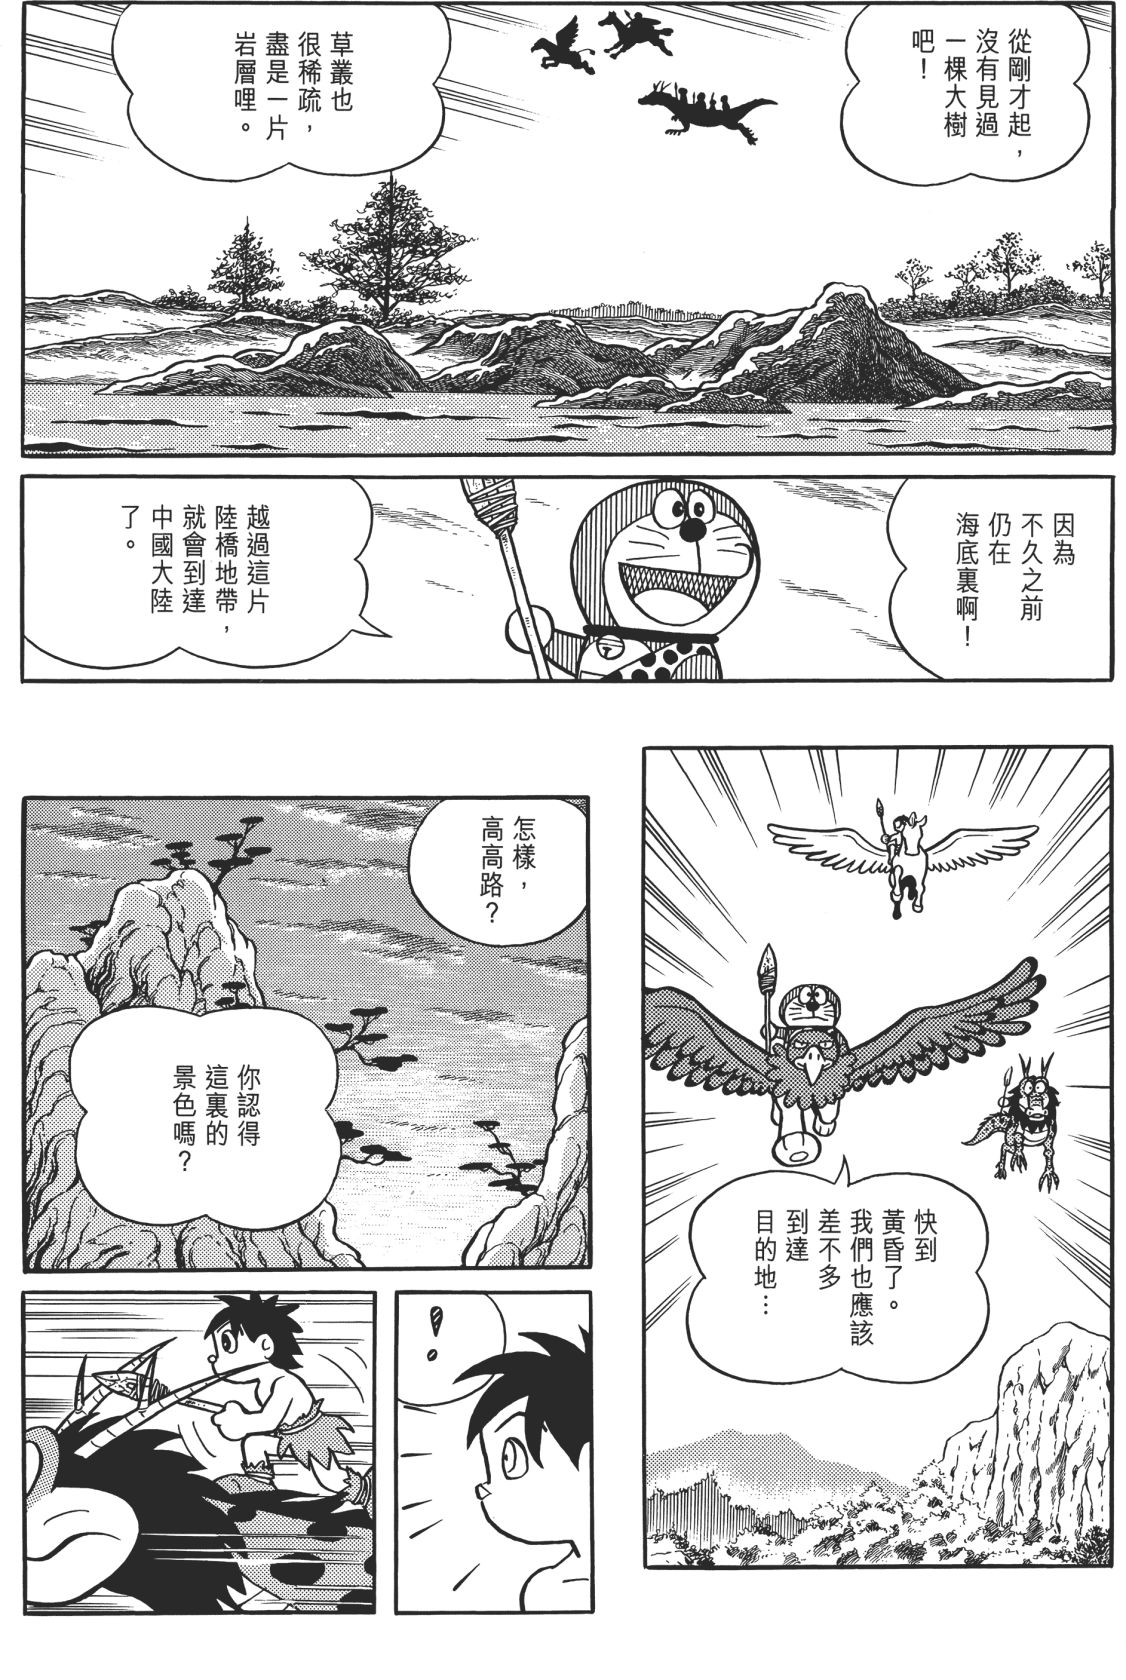 從剛才起，
沒有見過
一棵大樹
吧！
草叢也
很稀疏，
盡是一片
岩層哩。
因為
不久之前
仍在
海底裏啊！
越過這片
陸橋地帶，
就會到達
中國大陸
了。
快到
黃昏了。
我們也應該
差不多
到達
目的地…
怎樣，
高高路？
你認得
這裏的
景色嗎？
！